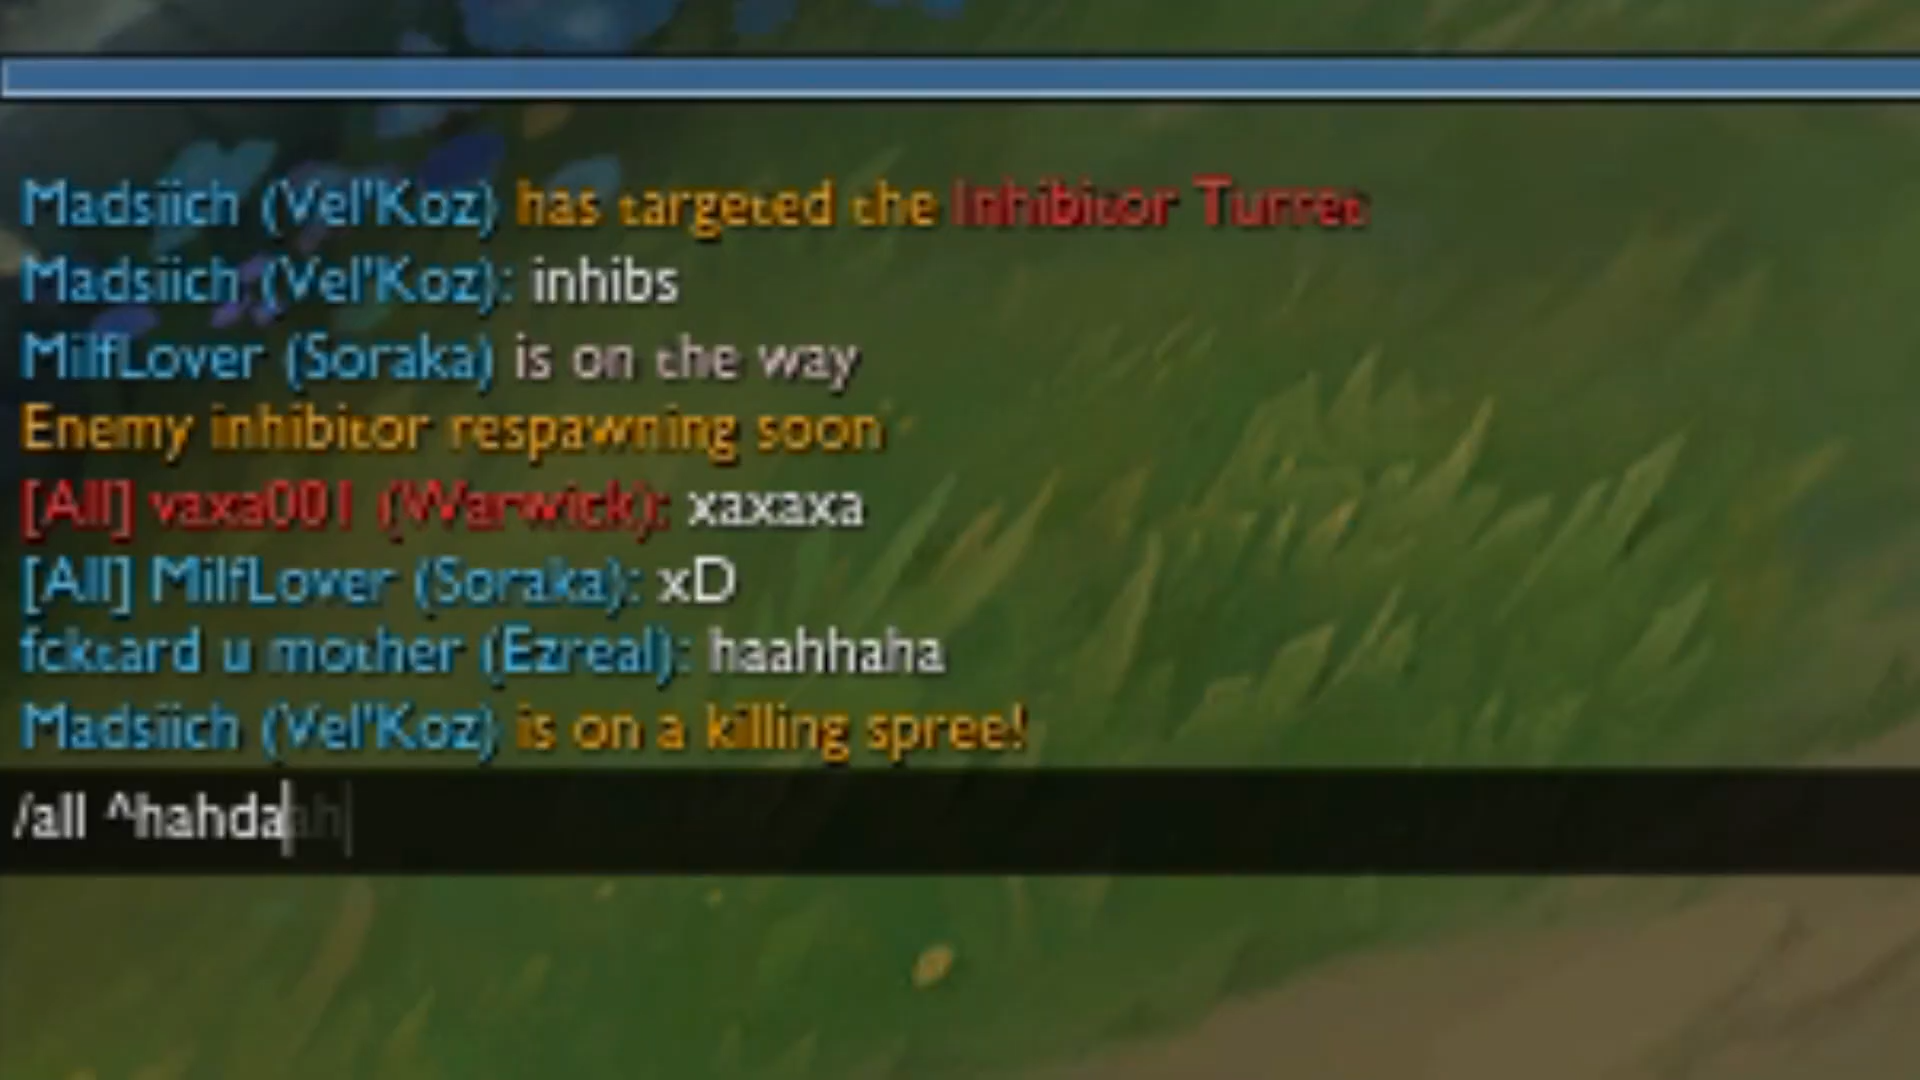 Madsiich (Vel'Koz) has targeted the Inhibitor Turret
Madsiich (Vel'Koz): inhibs
MilfLover (Soraka) is on the way
Enemy inhibitor respawning soon
[All] vaxa001 (Warwick): xaxaxa
[All] MilfLover (Soraka): xD
fcktard u mother (Ezreal): haahhaha
Madsiich (Vel'Koz) is on a killing spree!
/all ^hahda